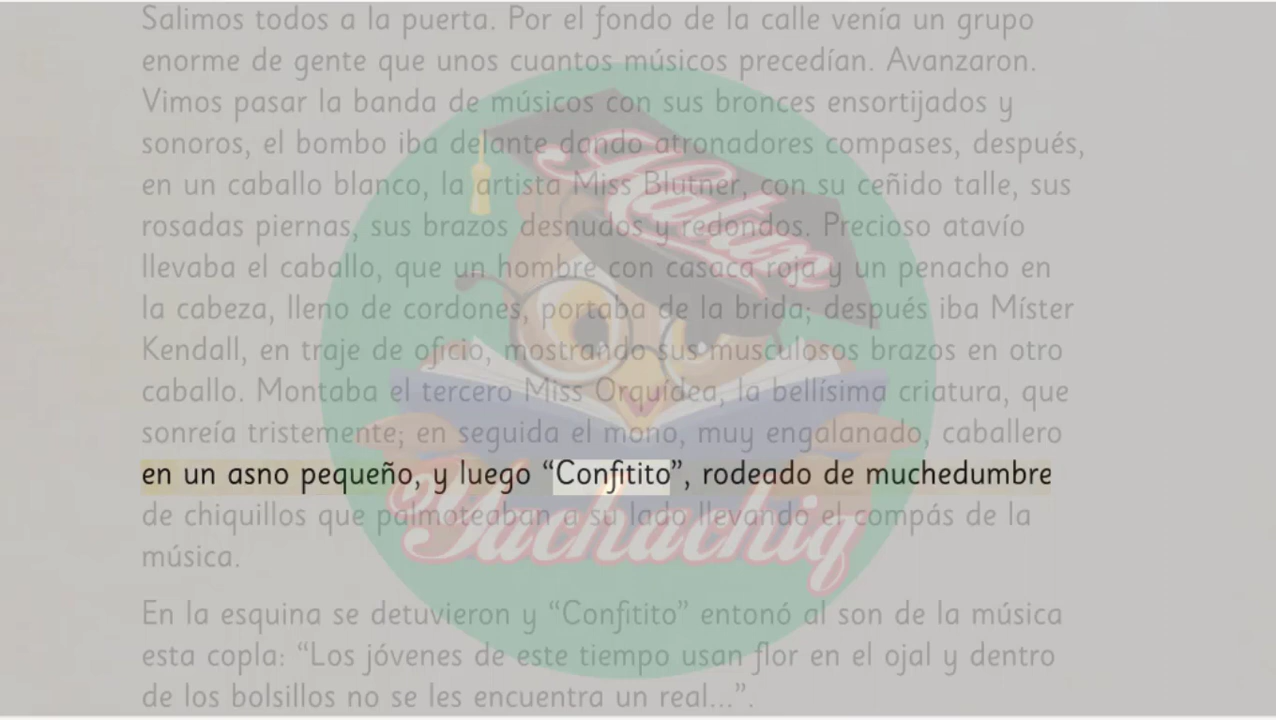 Salimos todos a la puerta. Por el fondo de la calle venía un grupo
enorme de gente que unos cuantos músicos precedían. Avanzaron.
Vimos pasar la banda de músicos con sus bronces ensortijados y
sonoros, el bombo iba delante dando atronadores compases, después,
en un caballo blanco, la artista Miss Blutner, con su ceñido talle, sus
rosadas piernas, sus brazos desnudos y redondos. Precioso atavío
llevaba el caballo, que un hombre con casaca roja y un penacho en
la cabeza, lleno de cordones, portaba de la brida; después iba Míster
Kendall, en traje de oficio, mostrando sus musculosos brazos en otro
caballo. Montaba el tercero Miss Orquídea, la bellísima criatura, que
sonreía tristemente; en seguida el mono, muy engalanado, caballero
en un asno pequeño, y luego “Confitito”, rodeado de muchedumbre
de chiquillos que palmoteaban a su lado llevando el compás de la
música.
En la esquina se detuvieron y “Confitito” entonó al son de la música
esta copla: “Los jóvenes de este tiempo usan flor en el ojal y dentro
de los bolsillos no se les encuentra un real...”.
Hatun
Yachachiq